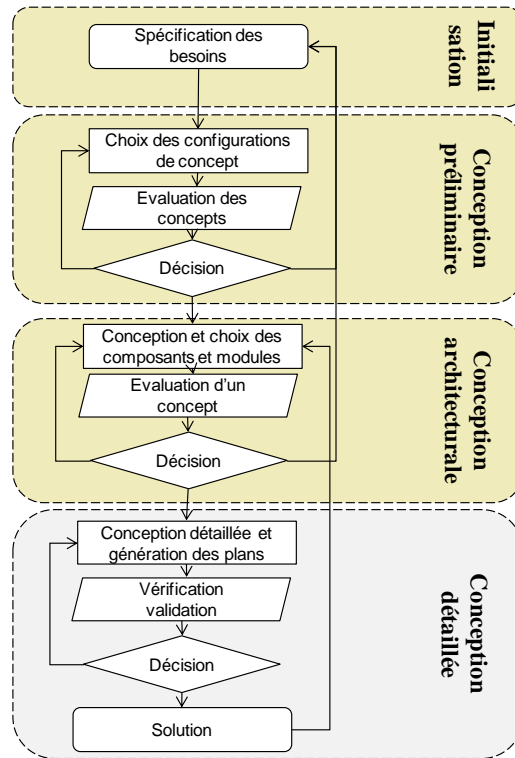 Spécification des
besoins
Initiali
sation
Choix des configurations
de concept
Evaluation des
concepts
Décision
Conception
préliminaire
Conception et choix des
composants et modules
Evaluation d'un
concept
Décision
Conception
architecturale
Conception détaillée et
génération des plans
Vérification
validation
Décision
Solution
Conception
détaillée